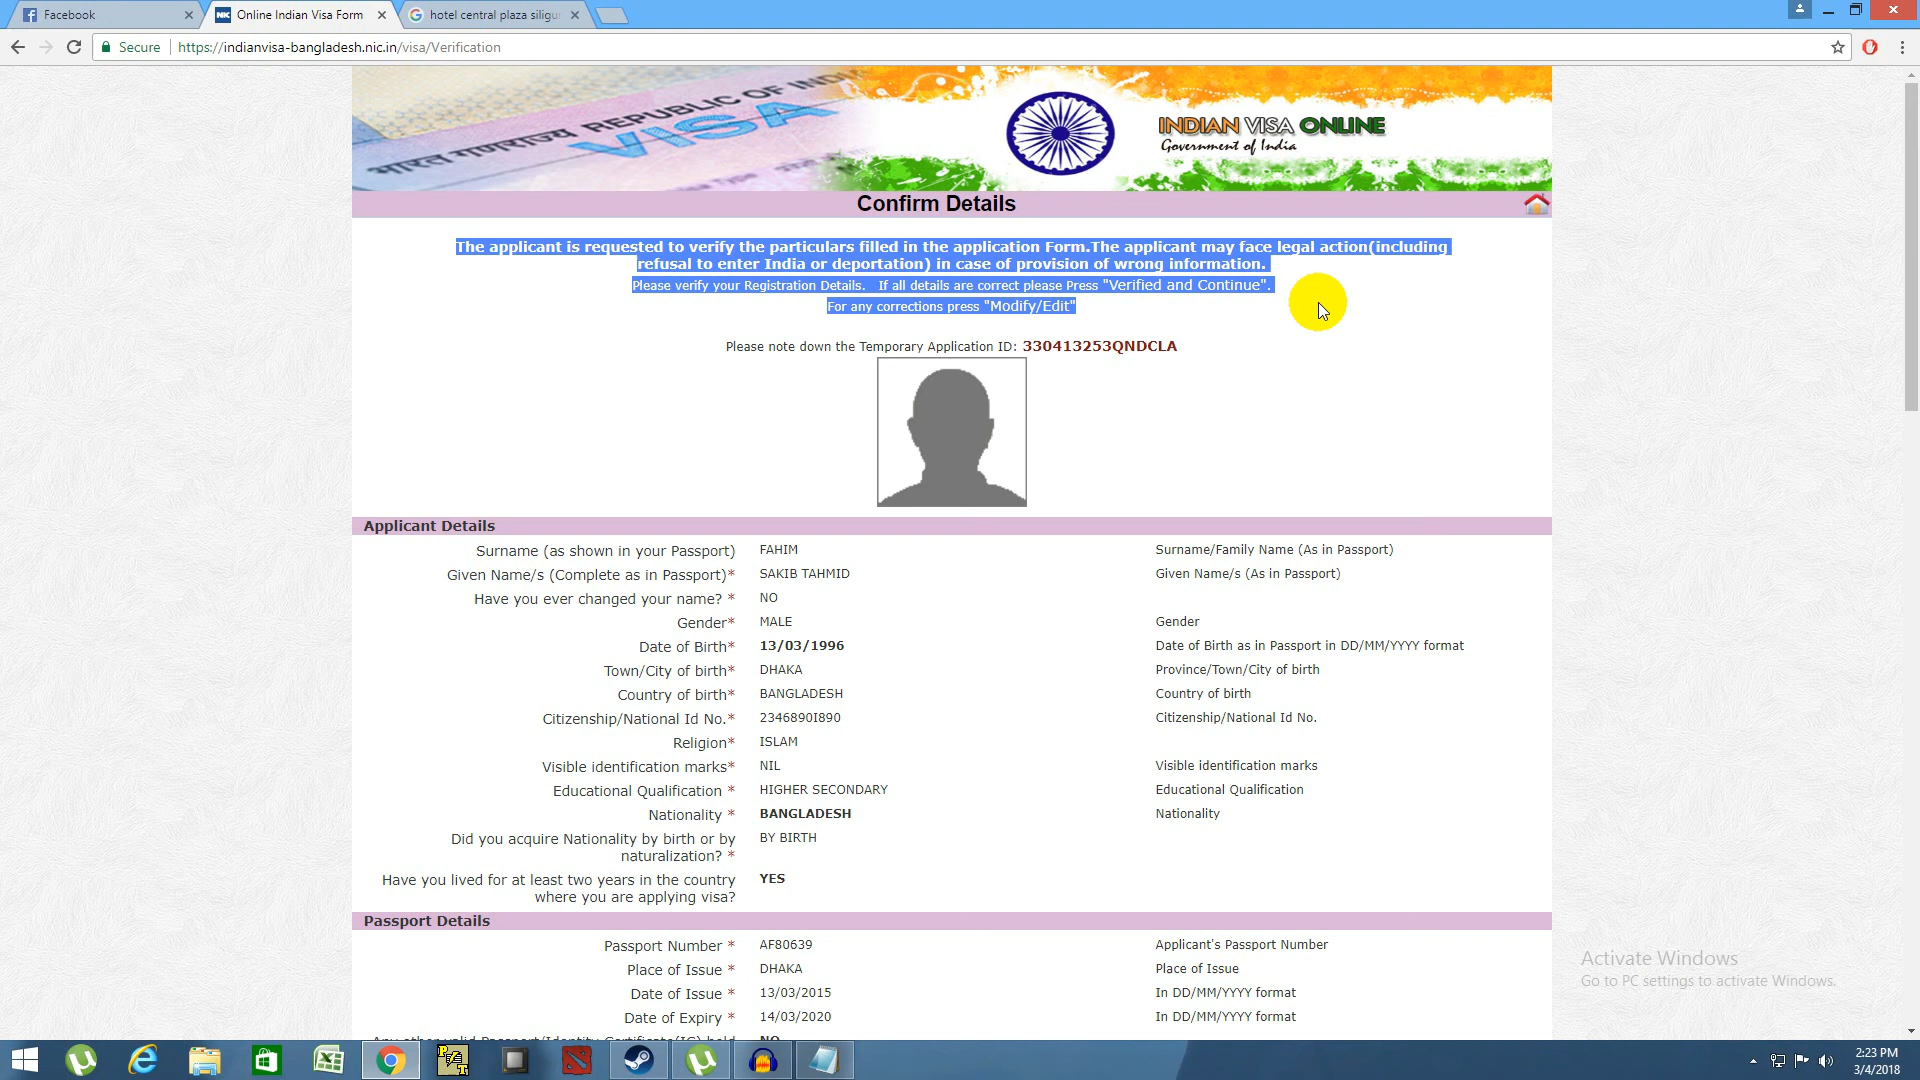 Facebook
Online Indian Visa Form
hotel central plaza siligu
Secure https://indianvisa-bangladesh.nic.in/visa/Verification
भारत गणराज्य REPUBLIC OF INDIA
VISA
INDIAN VISA ONLINE
Government of India
Confirm Details
The applicant is requested to verify the particulars filled in the application Form.The applicant may face legal action(including
refusal to enter India or deportation) in case of provision of wrong information.
Please verify your Registration Details. If all details are correct please Press "Verified and Continue".
For any corrections press "Modify/Edit"
Please note down the Temporary Application ID: 330413253QNDCLA
Applicant Details
Surname (as shown in your Passport) FAHIM Surname/Family Name (As in Passport)
Given Name/s (Complete as in Passport)* SAKIB TAHMID Given Name/s (As in Passport)
Have you ever changed your name? * NO
Gender* MALE Gender
Date of Birth* 13/03/1996 Date of Birth as in Passport in DD/MM/YYYY format
Town/City of birth* DHAKA Province/Town/City of birth
Country of birth* BANGLADESH Country of birth
Citizenship/National Id No.* 2346890I890 Citizenship/National Id No.
Religion* ISLAM
Visible identification marks* NIL Visible identification marks
Educational Qualification * HIGHER SECONDARY Educational Qualification
Nationality * BANGLADESH Nationality
Did you acquire Nationality by birth or by BY BIRTH
naturalization? *
Have you lived for at least two years in the country YES
where you are applying visa?
Passport Details
Passport Number * AF80639 Applicant's Passport Number
Place of Issue * DHAKA Place of Issue
Date of Issue * 13/03/2015 In DD/MM/YYYY format
Date of Expiry * 14/03/2020 In DD/MM/YYYY format
Any other valid Passport/Identity Certificate(IC) held NO
Activate Windows
Go to PC settings to activate Windows.
2:23 PM
3/4/2018